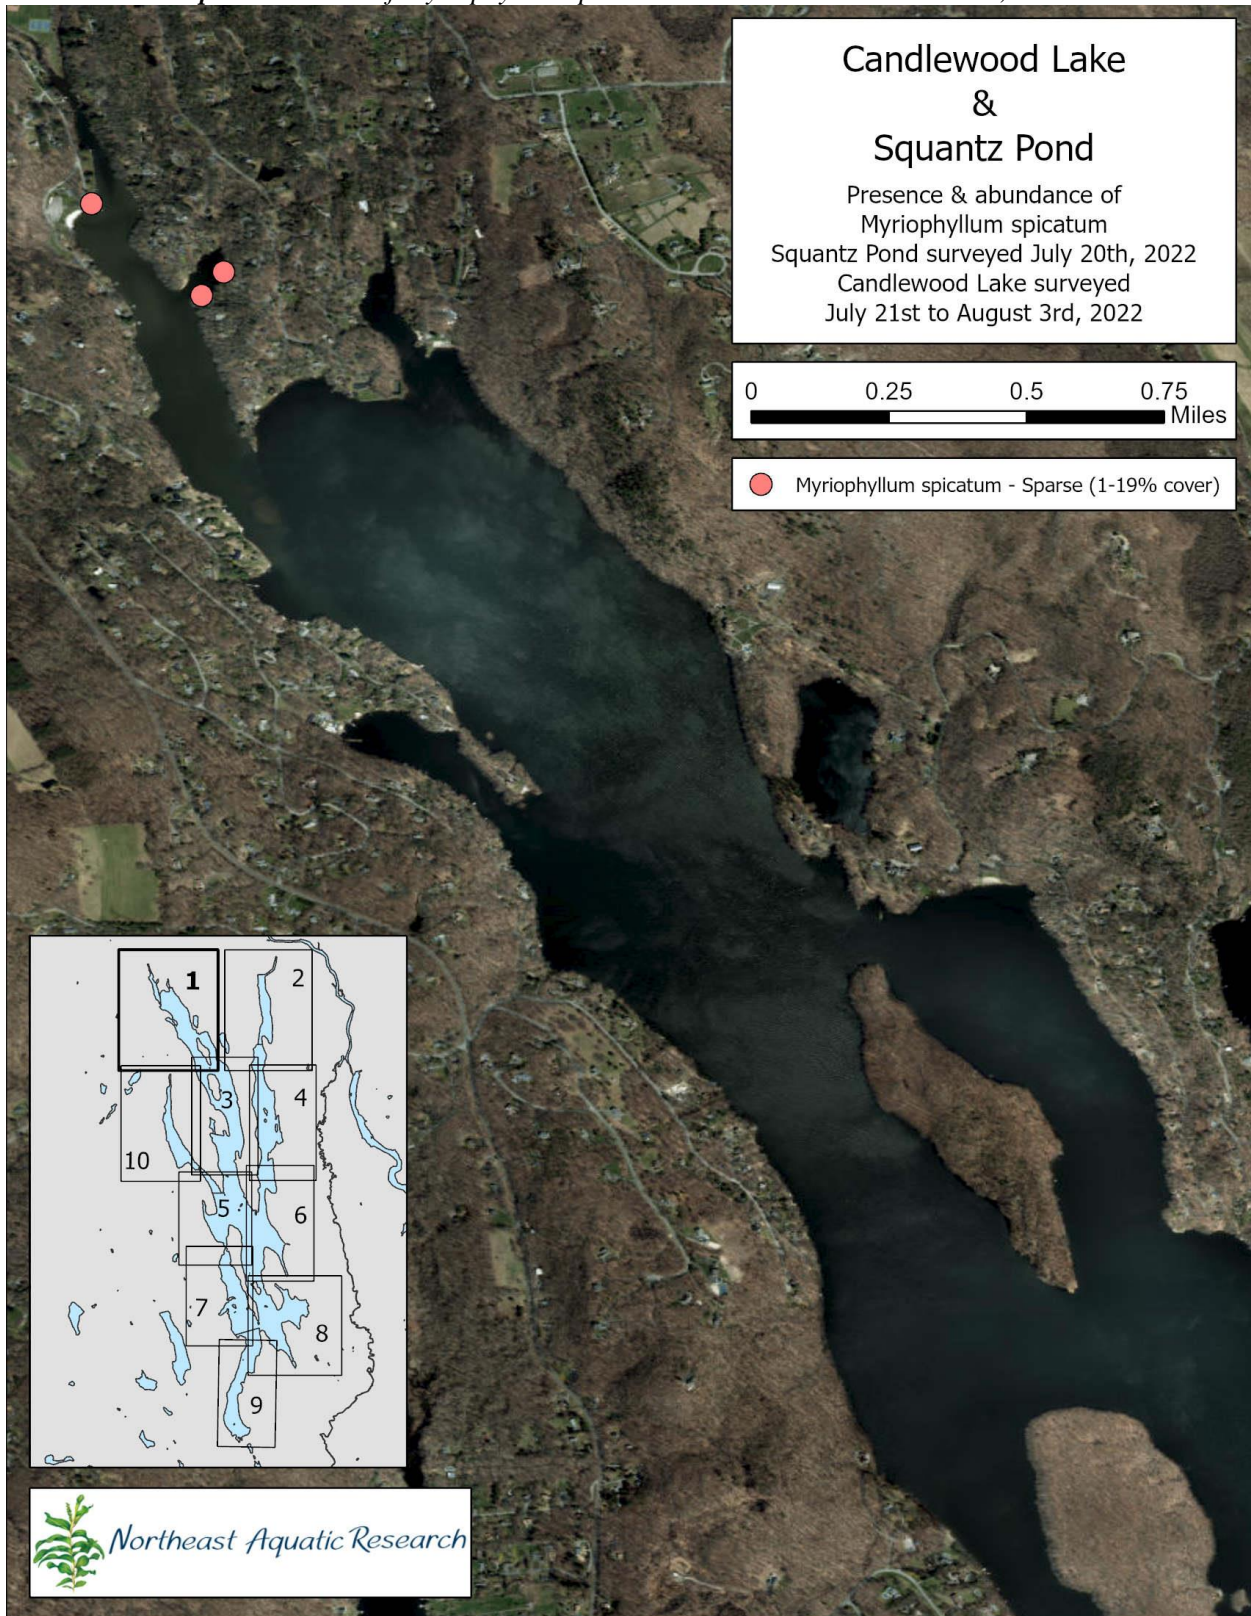 Candlewood Lake
&
Squantz Pond
Presence & abundance of
Myriophyllum spicatum
Squantz Pond surveyed July 20th, 2022
Candlewood Lake surveyed
July 21st to August 3rd, 2022
0 0.25 0.5 0.75
Miles
Myriophyllum spicatum - Sparse (1-19% cover)
1
2
3
4
10
5
6
7
8
9
Northeast Aquatic Research